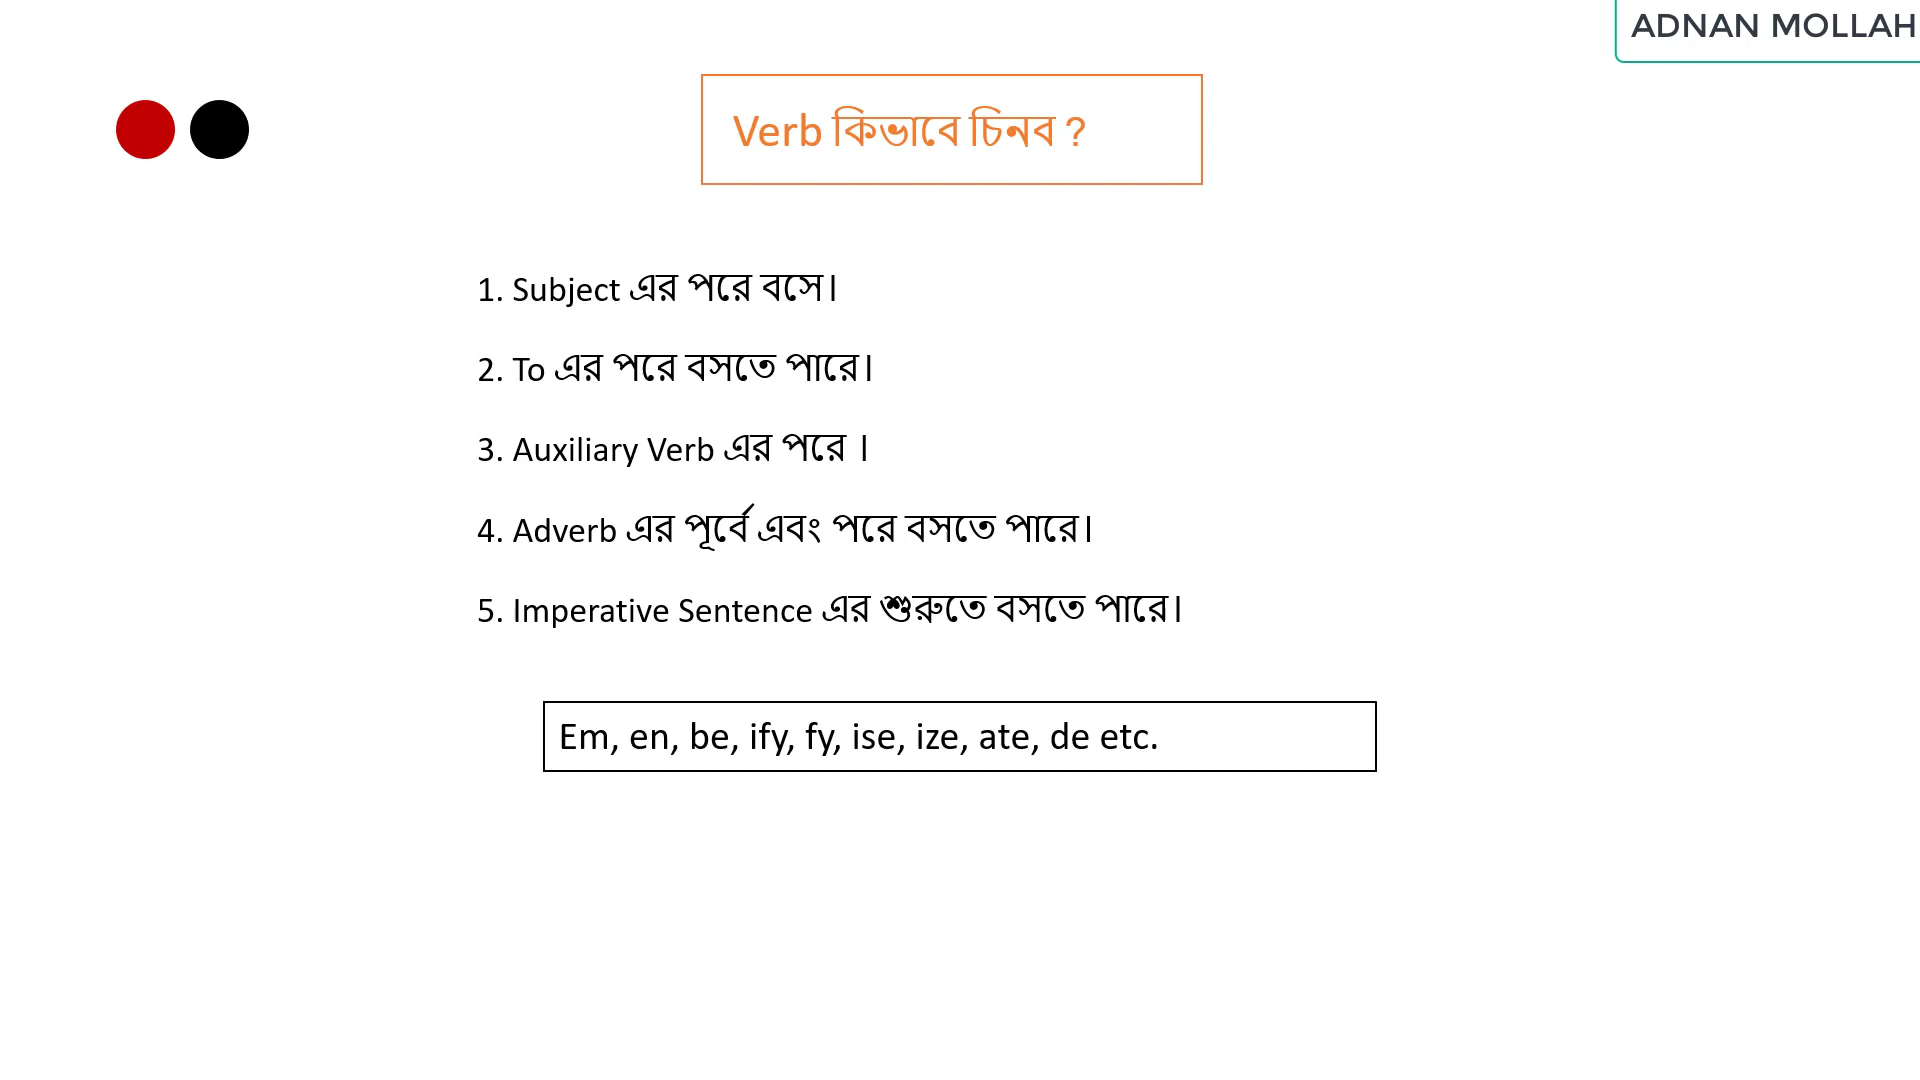 ADNAN MOLLAH
Verb কিভাবে চিনব ?
1. Subject এর পরে বসে।
2. To এর পরে বসতে পারে।
3. Auxiliary Verb এর পরে ।
4. Adverb এর পূর্বে এবং পরে বসতে পারে।
5. Imperative Sentence এর শুরুতে বসতে পারে।
Em, en, be, ify, fy, ise, ize, ate, de etc.